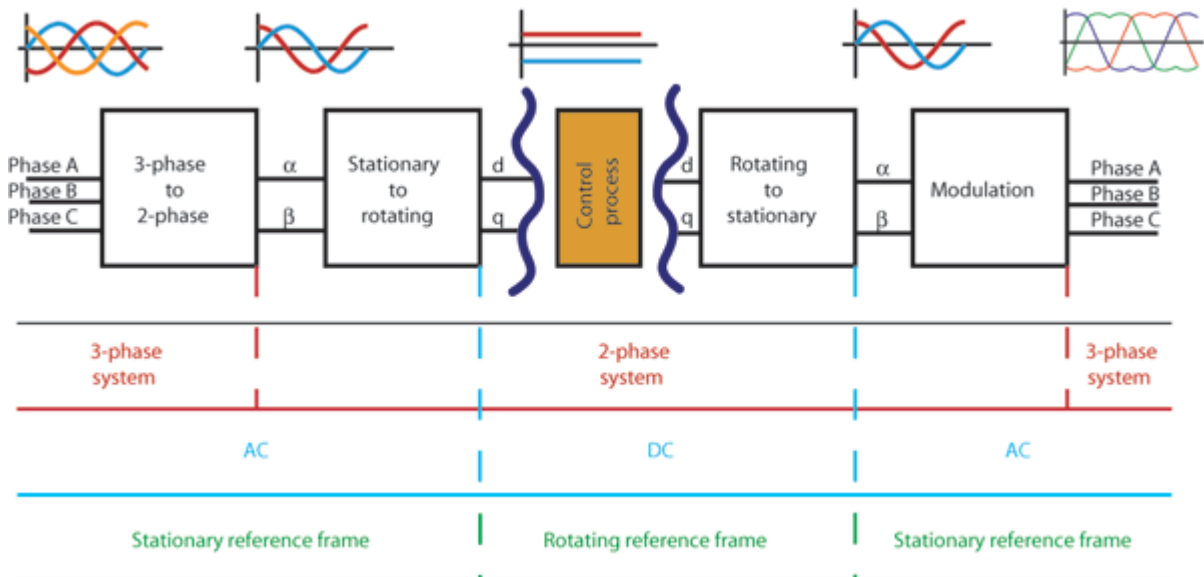 Phase A
Phase B
Phase C
3-phase
to
2-phase
α
β
Stationary
to
rotating
d
q
Control
process
d
q
Rotating
to
stationary
α
β
Modulation
Phase A
Phase B
Phase C
3-phase
system
2-phase
system
3-phase
system
AC
DC
AC
Stationary reference frame
Rotating reference frame
Stationary reference frame